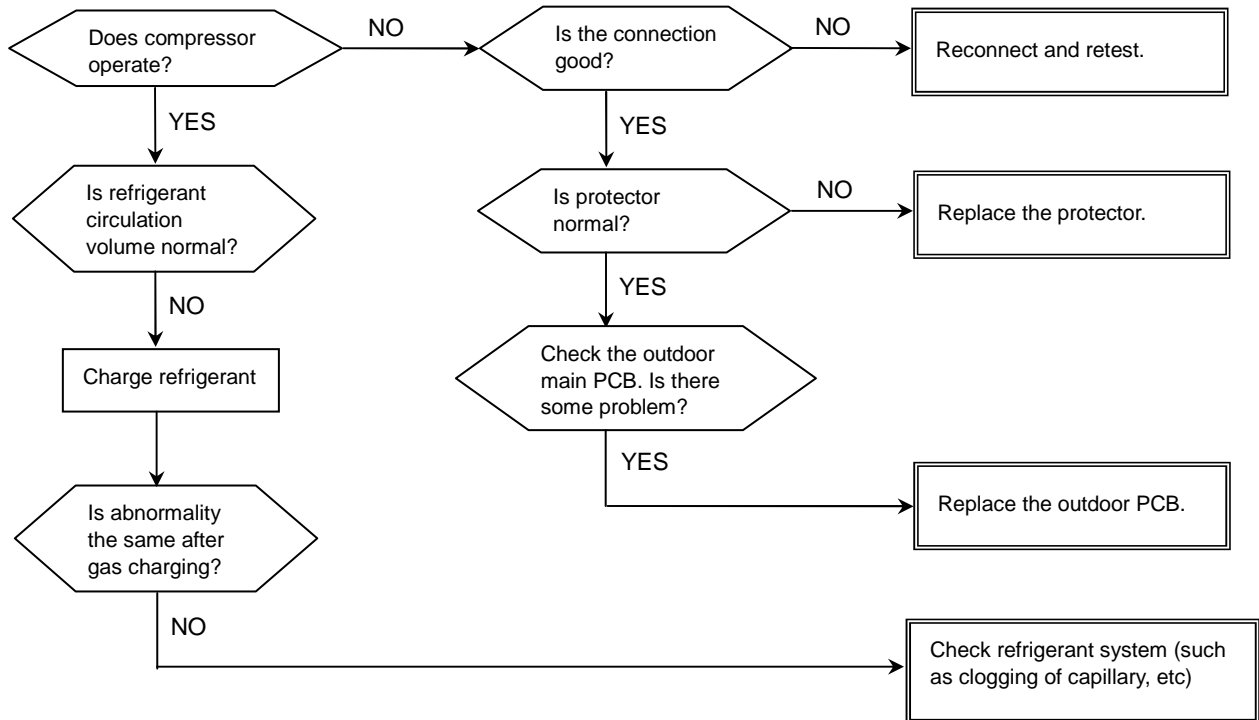 Does compressor
operate?
NO
Is the connection
good?
NO
Reconnect and retest.
YES
YES
Is refrigerant
circulation
volume normal?
Is protector
normal?
NO
Replace the protector.
NO
YES
Charge refrigerant
Check the outdoor
main PCB. Is there
some problem?
YES
Is abnormality
the same after
gas charging?
Replace the outdoor PCB.
NO
Check refrigerant system (such
as clogging of capillary, etc)